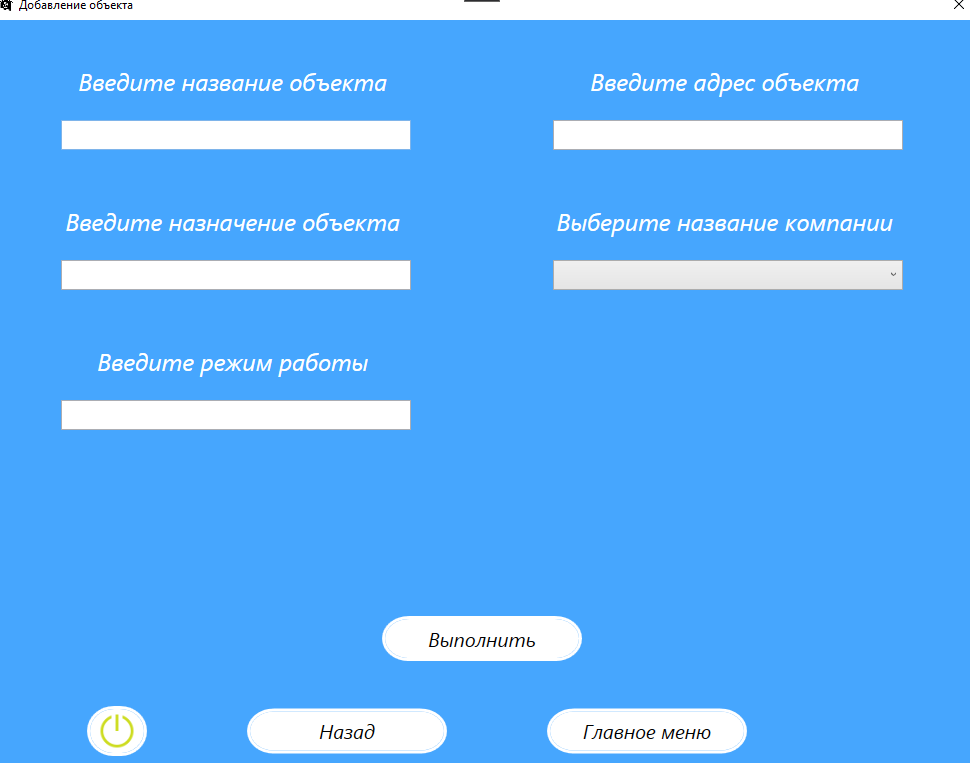 Добавление объекта
Введите название объекта
Введите адрес объекта
Введите назначение объекта
Выберите название компании
Введите режим работы
Выполнить
Назад
Главное меню